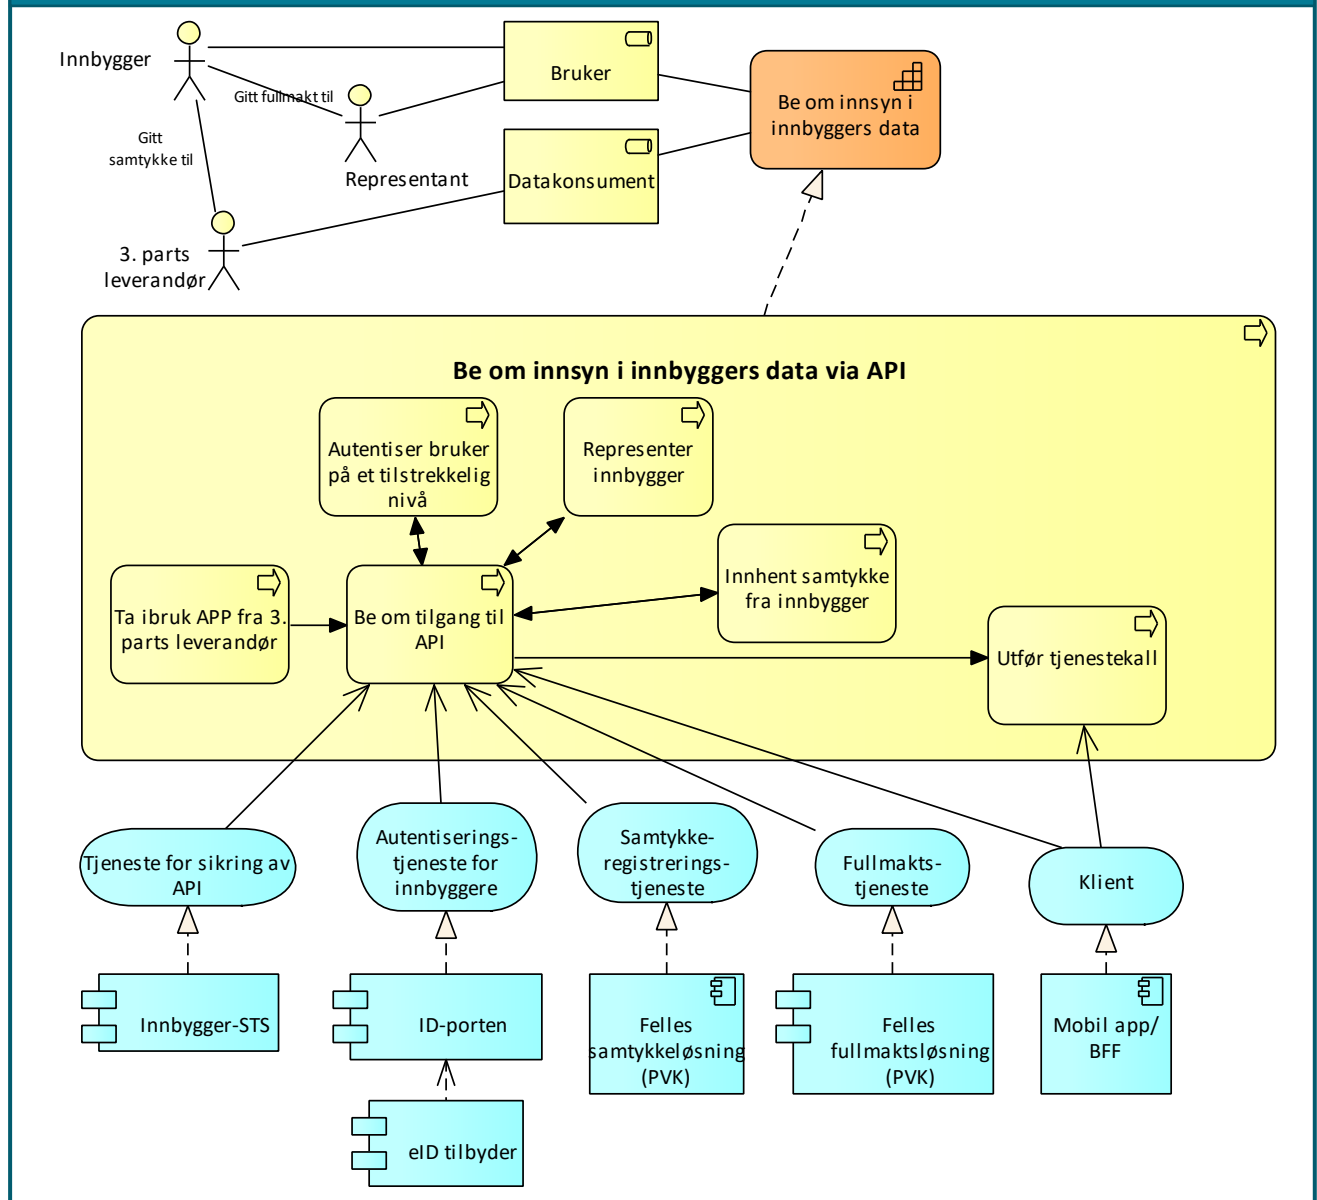 Innbygger
Bruker
Gitt fullmakt til
Be om innsyn i
innbyggers data
Gitt
samtykke til
Representant
Datakonsument
3. parts
leverandør
Be om innsyn i innbyggers data via API
Autentiser bruker
på et tilstrekkelig
nivå
Representer
innbygger
Innhent samtykke
fra innbygger
Ta ibruk APP fra 3.
parts leverandør
Be om tilgang til
API
Utfør tjenestekall
Tjeneste for sikring av
API
Autentiserings-
tjeneste for
innbyggere
Samtykke-
registrerings-
tjeneste
Fullmakts-
tjeneste
Klient
Innbygger-STS
ID-porten
Felles
samtykkeløsning
(PVK)
Felles
fullmaktsløsning
(PVK)
Mobil app/
BFF
eID tilbyder